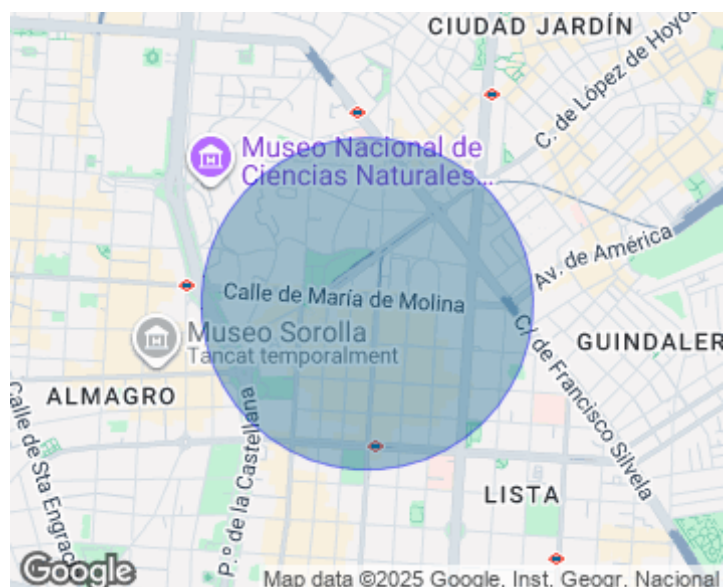 CIUDAD JARDÍN
C. de López de Hoyos
Museo Nacional de
Ciencias Naturales...
Av. de América
Calle de María de Molina
Museo Sorolla
Tancat temporalment
GUINDALER
ALMAGRO
C/ de Francisco Silvela
Calle de Sta Engrac
P.º de la Castellana
LISTA
Google
Map data ©2025 Google, Inst. Geogr. Nacional